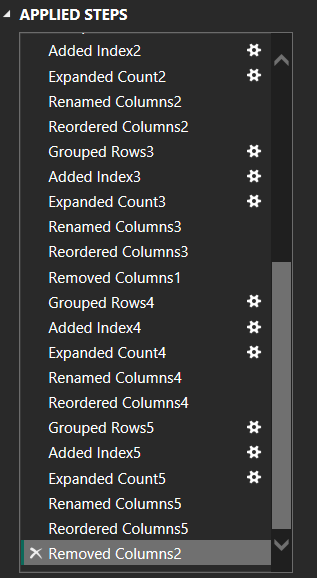 APPLIED STEPS
Added Index2
Expanded Count2
Renamed Columns2
Reordered Columns2
Grouped Rows3
Added Index3
Expanded Count3
Renamed Columns3
Reordered Columns3
Removed Columns1
Grouped Rows4
Added Index4
Expanded Count4
Renamed Columns4
Reordered Columns4
Grouped Rows5
Added Index5
Expanded Count5
Renamed Columns5
Reordered Columns5
Removed Columns2